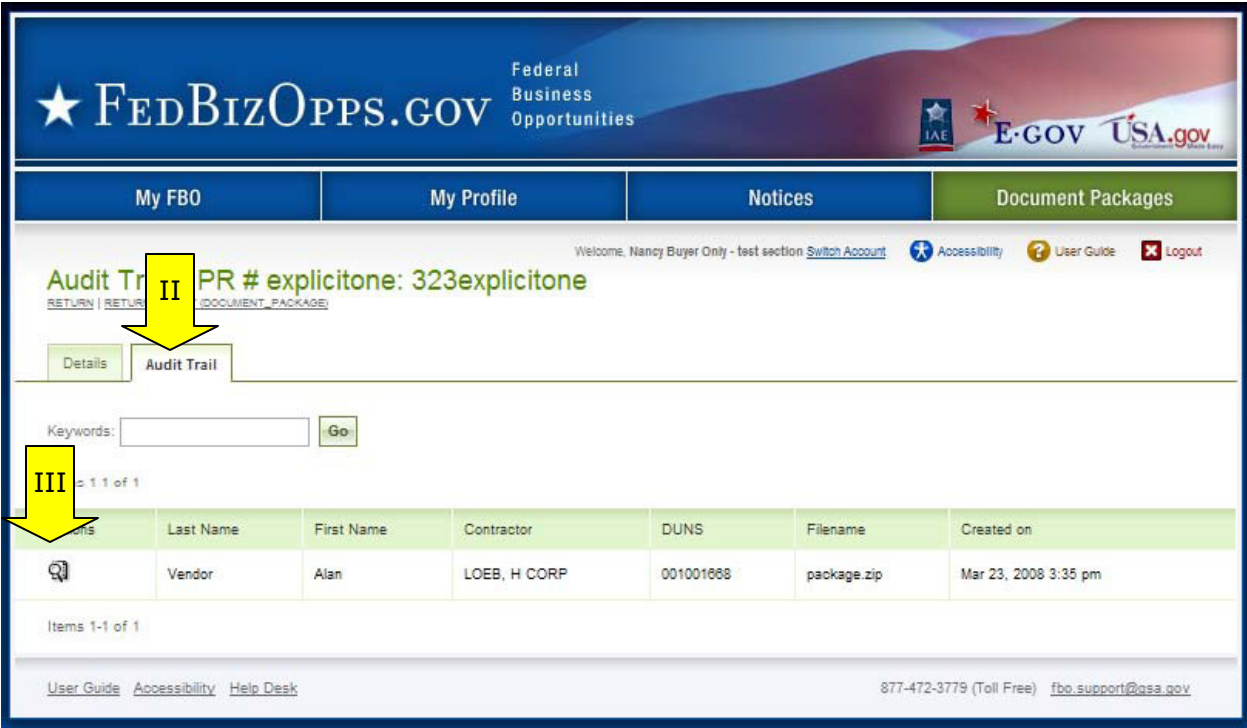 ★ FEDBIZOPPS.GOV
Federal
Business
Opportunities
IAE
E·GOV
USA.gov
My FBO My Profile Notices Document Packages
Welcome, Nancy Buyer Only - test section Switch Account Accessibility User Guide Logout
Audit PR # explicitone: 323explicitone
RETURN | (DOCUMENT_PACKAGE)
II
Details Audit Trail
Keywords: Go
III
1 1 of 1
Last Name First Name Contractor DUNS Filename Created on
Vendor Alan LOEB, H CORP 001001668 package.zip Mar 23, 2008 3:35 pm
Items 1-1 of 1
User Guide Accessibility Help Desk 877-472-3779 (Toll Free) fbo.support@gsa.gov